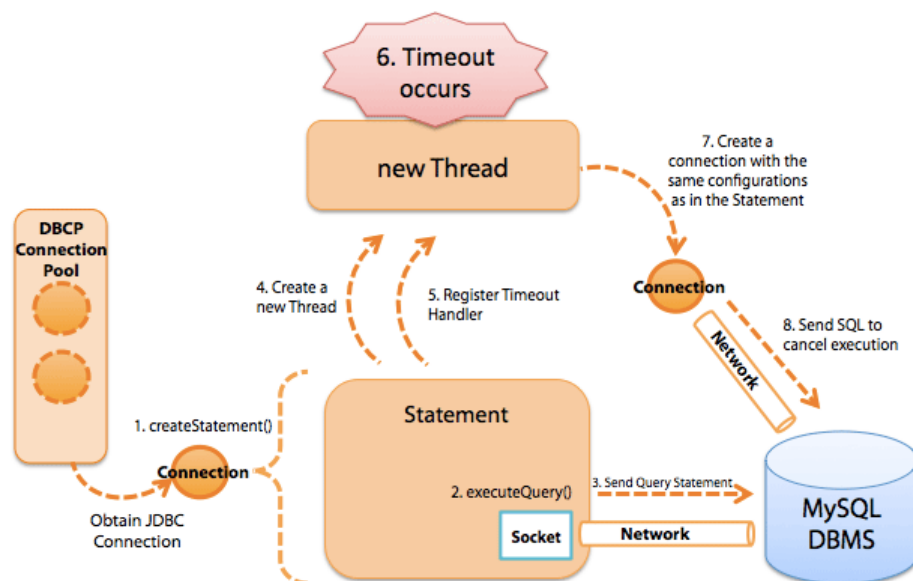 6. Timeout
occurs
new Thread
7. Create a
connection with the
same configurations
as in the Statement
DBCP
Connection
Pool
4. Create a
new Thread
5. Register Timeout
Handler
Connection
8. Send SQL to
cancel execution
Network
1. createStatement()
Statement
Connection
2. executeQuery()
3. Send Query Statement
Obtain JDBC
Connection
Socket
Network
MySQL
DBMS